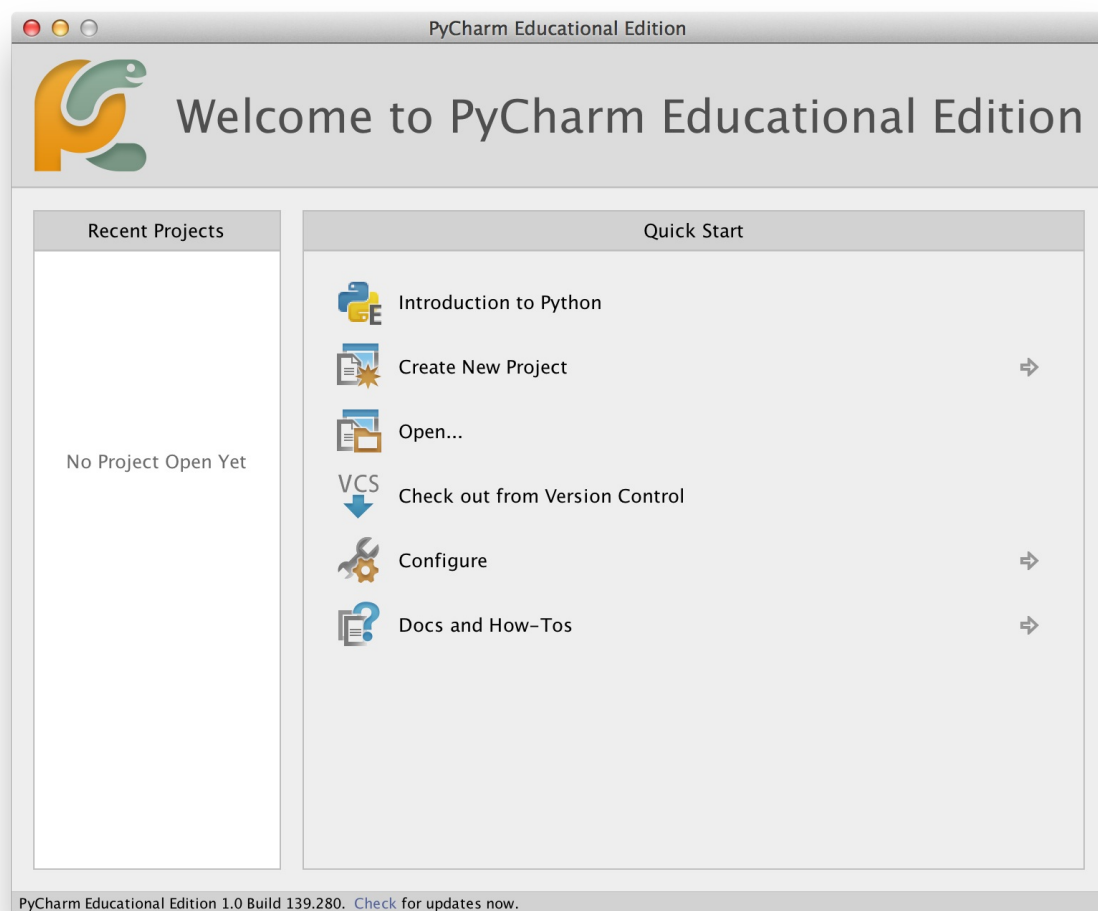 PyCharm Educational Edition
Welcome to PyCharm Educational Edition
Recent Projects
No Project Open Yet
Quick Start
E
Introduction to Python
Create New Project
Open...
VCS
Check out from Version Control
Configure
Docs and How-Tos
PyCharm Educational Edition 1.0 Build 139.280. Check for updates now.